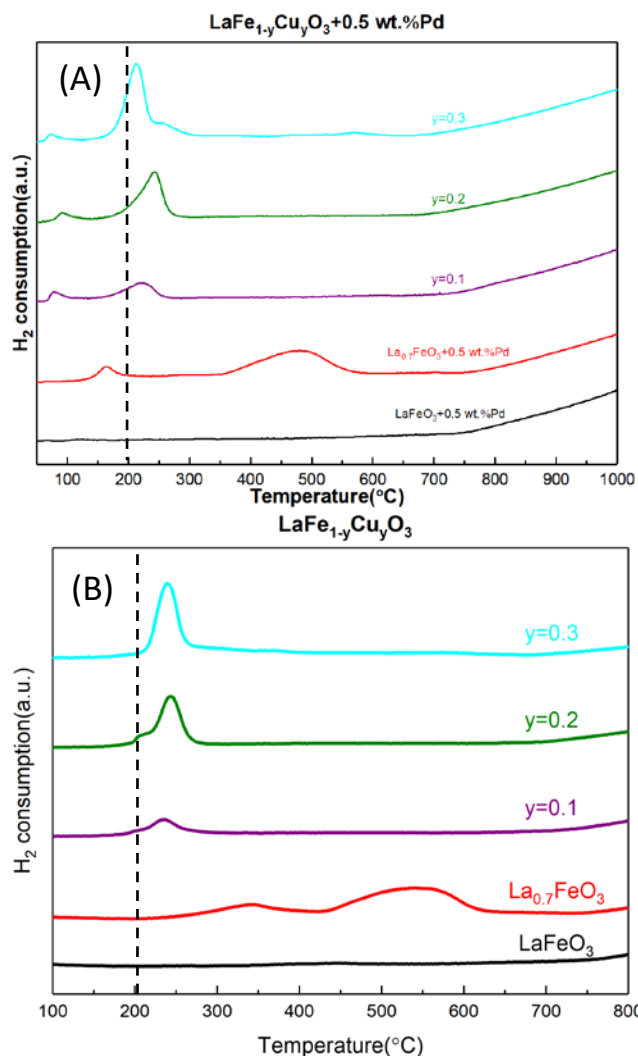 LaFe1-yCuyO3+0.5 wt.%Pd
(A)
y=0.3
y=0.2
y=0.1
La0.7FeO3+0.5 wt.%Pd
LaFeO3+0.5 wt.%Pd
H2 consumption(a.u.)
100 200 300 400 500 600 700 800 900 1000
Temperature(°C)
LaFe1-yCuyO3
(B)
y=0.3
y=0.2
y=0.1
La0.7FeO3
LaFeO3
H2 consumption(a.u.)
100 200 300 400 500 600 700 800
Temperature(°C)